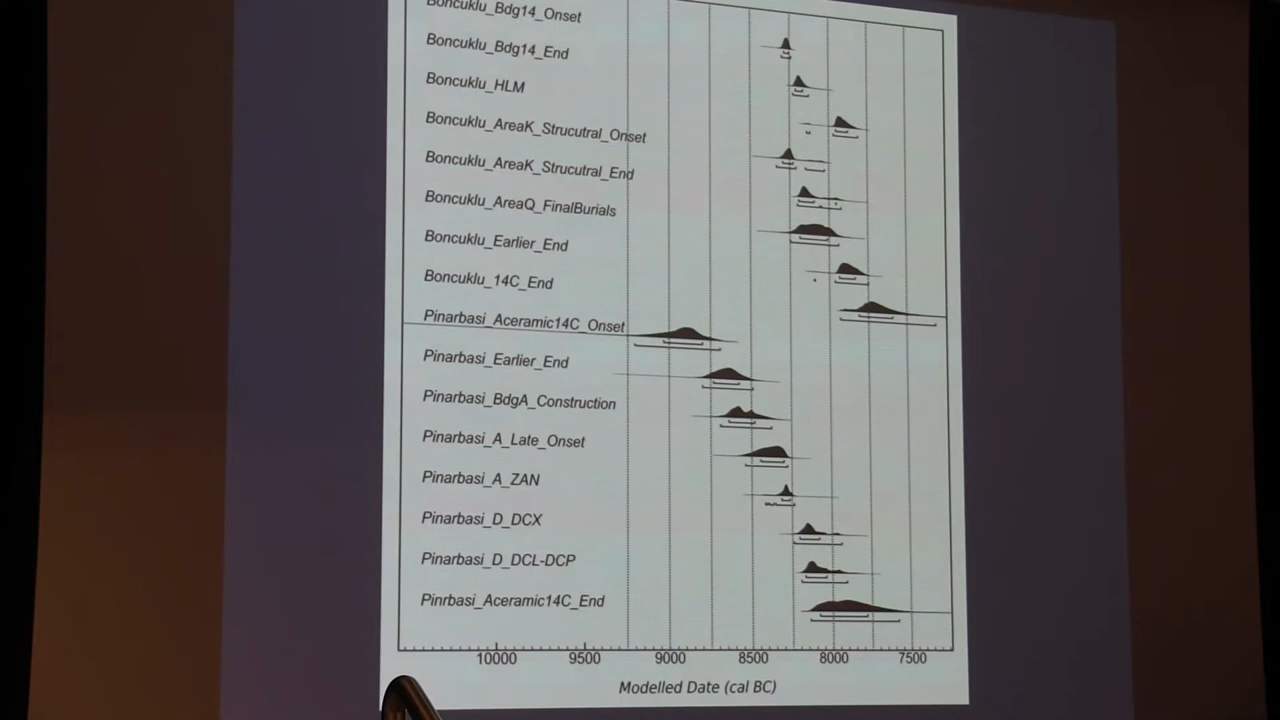 Boncuklu_Bdg14_Onset
Boncuklu_Bdg14_End
Boncuklu_HLM
Boncuklu_AreaK_Strucutral_Onset
Boncuklu_AreaK_Strucutral_End
Boncuklu_AreaQ_FinalBurials
Boncuklu_Earlier_End
Boncuklu_14C_End
Pinarbasi_Aceramic14C_Onset
Pinarbasi_Earlier_End
Pinarbasi_BdgA_Construction
Pinarbasi_A_Late_Onset
Pinarbasi_A_ZAN
Pinarbasi_D_DCX
Pinarbasi_D_DCL-DCP
Pinrbasi_Aceramic14C_End
10000 9500 9000 8500 8000 7500
Modelled Date (cal BC)